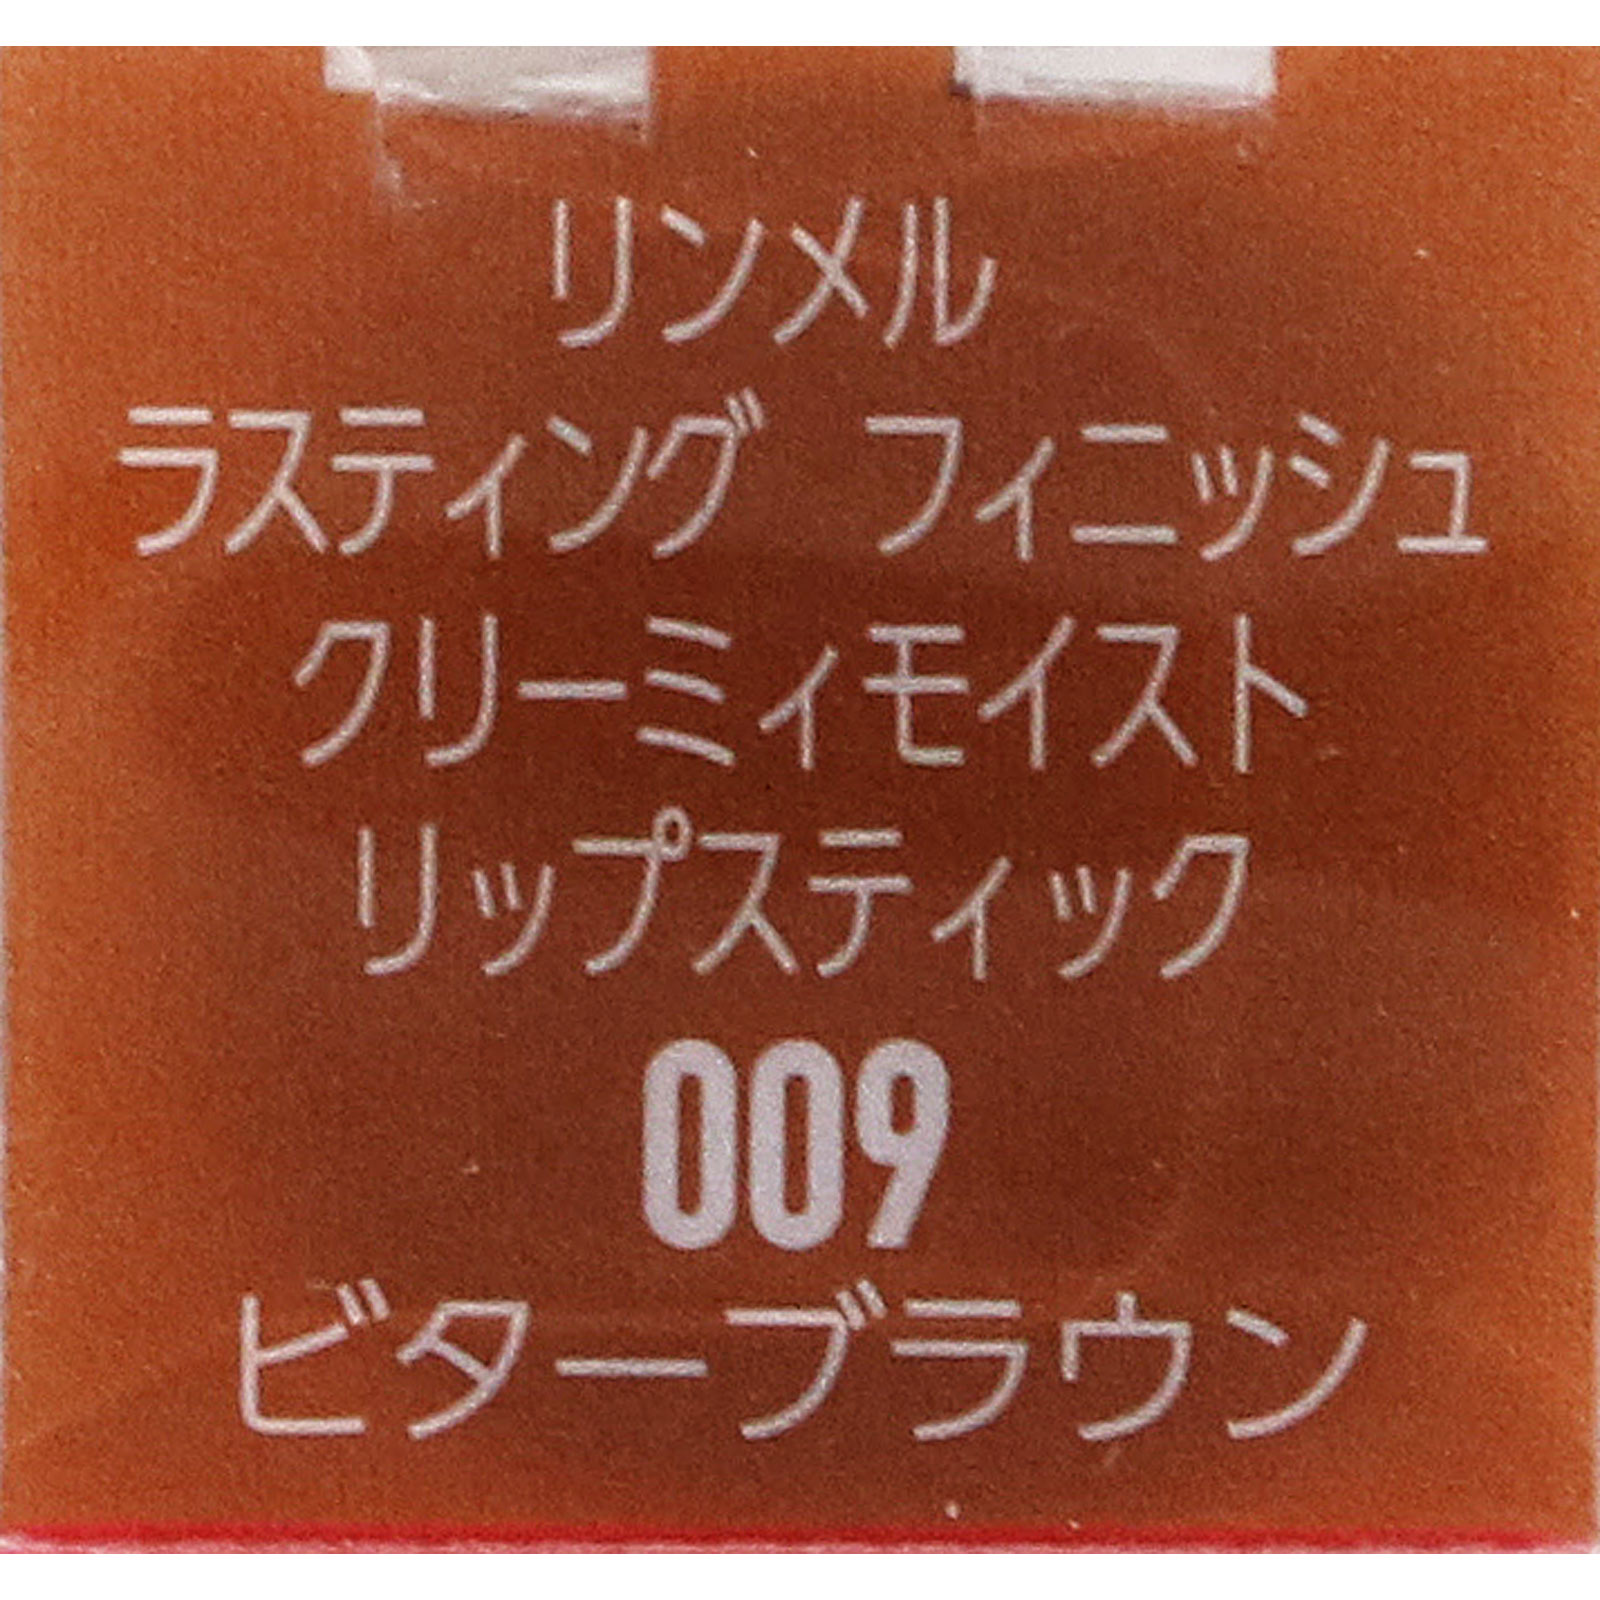 リンメル
ラスティング フィニッシュ
クリーミィモイスト
リップスティック
009
ビターブラウン